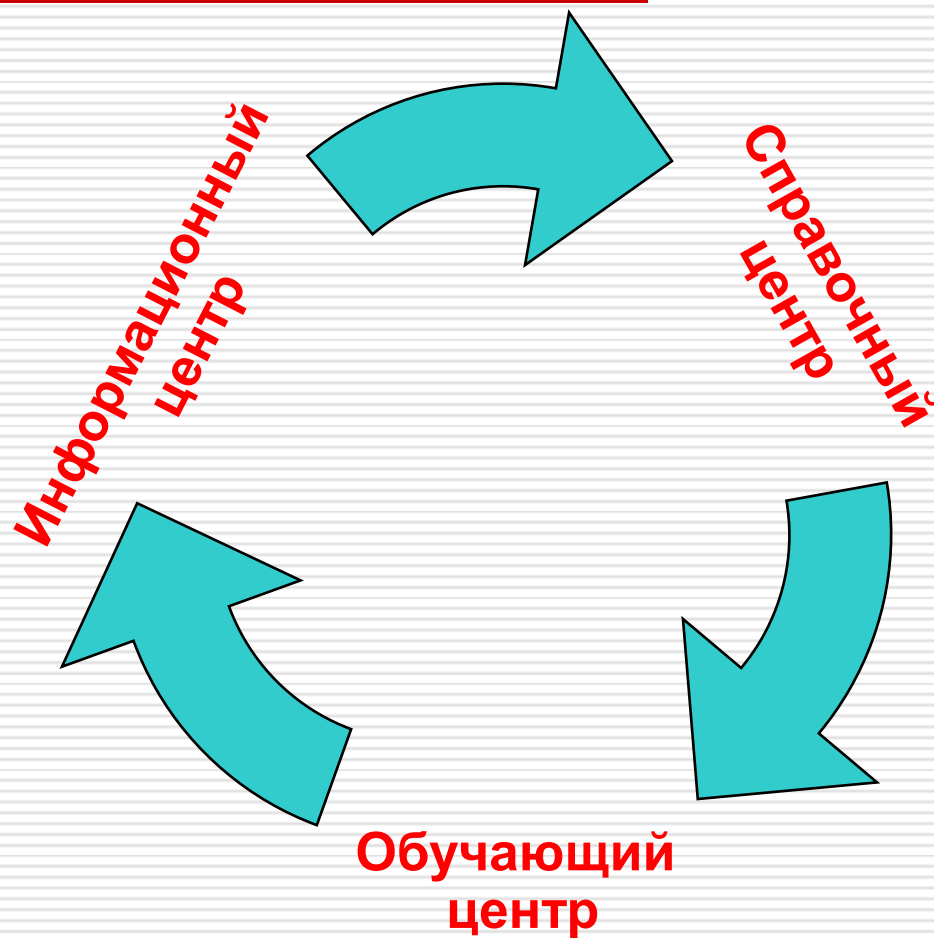 Информационный
центр
Справочный
центр
Обучающий
центр